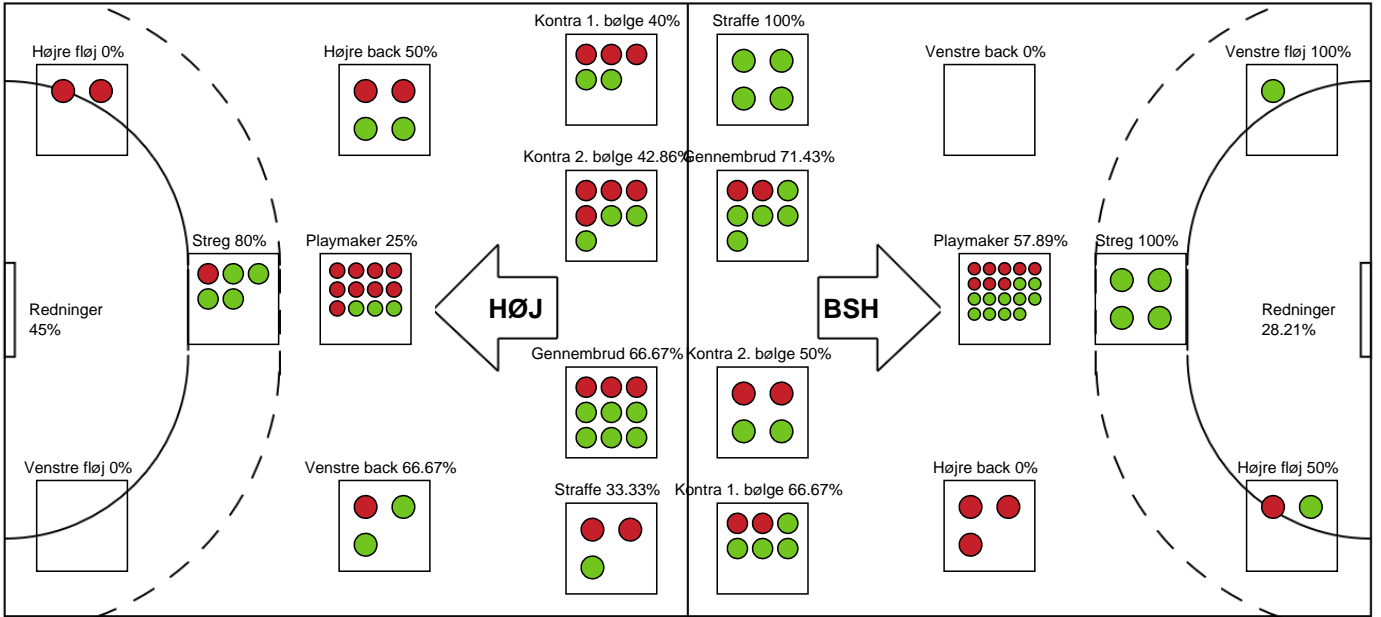 Kontra 1. bølge 40%
Straffe 100%
Højre fløj 0%
Højre back 50%
Venstre back 0%
Venstre fløj 100%
Kontra 2. bølge 42.86%
Gennembrud 71.43%
Streg 80%
Playmaker 25%
Playmaker 57.89%
Streg 100%
HØJ
BSH
Redninger
45%
Redninger
28.21%
Gennembrud 66.67%
Kontra 2. bølge 50%
Venstre fløj 0%
Venstre back 66.67%
Højre back 0%
Højre fløj 50%
Straffe 33.33%
Kontra 1. bølge 66.67%